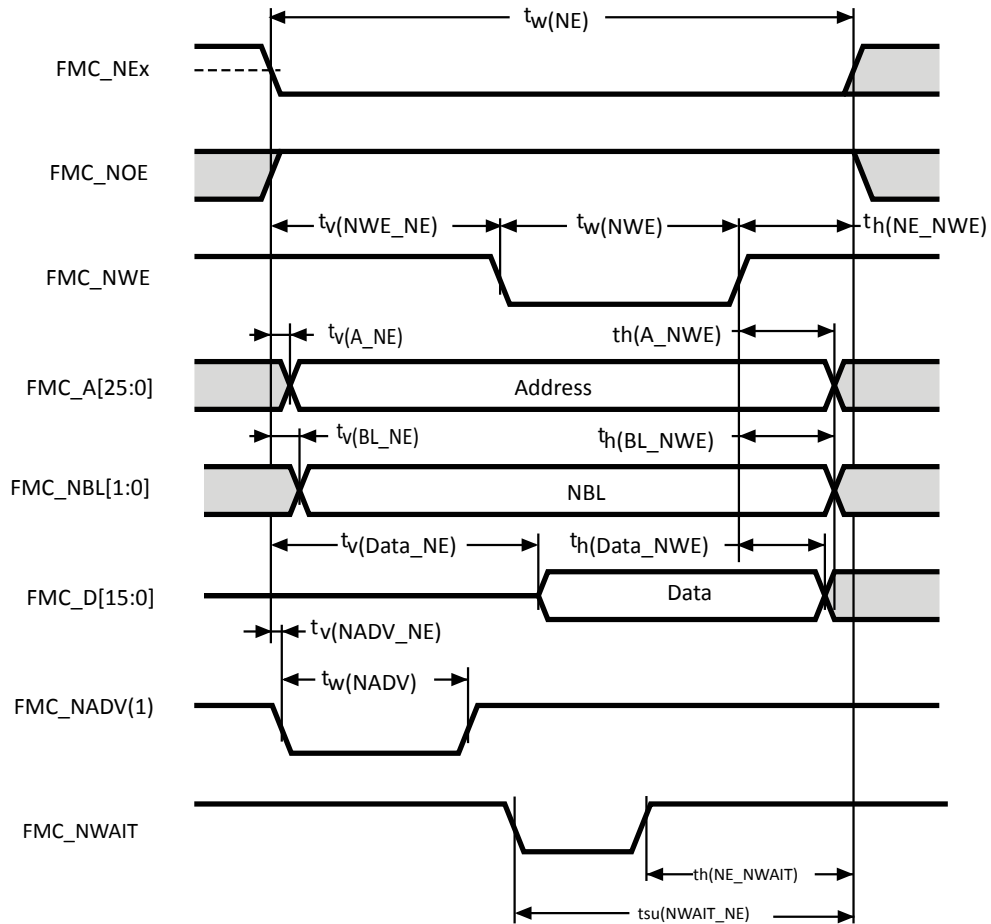 tw(NE)
FMC_NEx
FMC_NOE
tv(NWE_NE) tw(NWE) th(NE_NWE)
FMC_NWE
tv(A_NE) th(A_NWE)
FMC_A[25:0] Address
tv(BL_NE) th(BL_NWE)
FMC_NBL[1:0] NBL
tv(Data_NE) th(Data_NWE)
FMC_D[15:0] Data
tv(NADV_NE)
tw(NADV)
FMC_NADV(1)
FMC_NWAIT
th(NE_NWAIT)
tsu(NWAIT_NE)